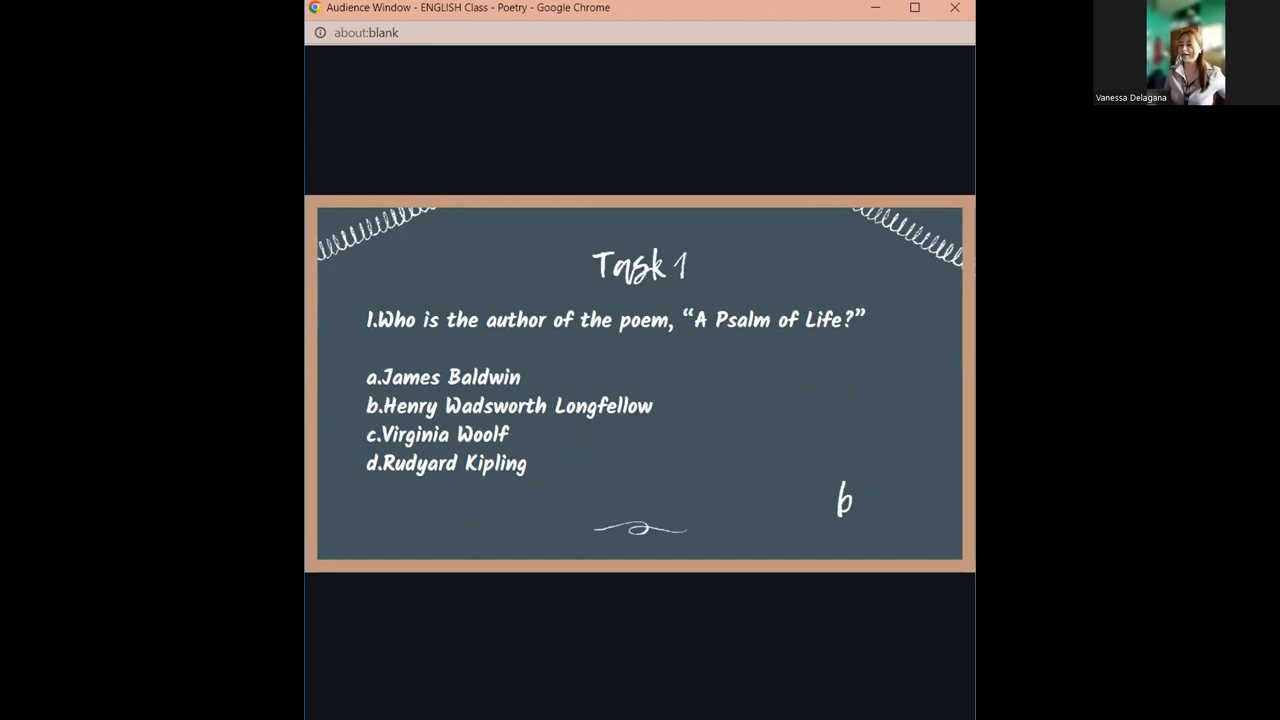 Audience Window - ENGLISH Class - Poetry - Google Chrome
about:blank
Vanessa Delagana
Task 1
1.Who is the author of the poem, “A Psalm of Life?”
a.James Baldwin
b.Henry Wadsworth Longfellow
c.Virginia Woolf
d.Rudyard Kipling
b